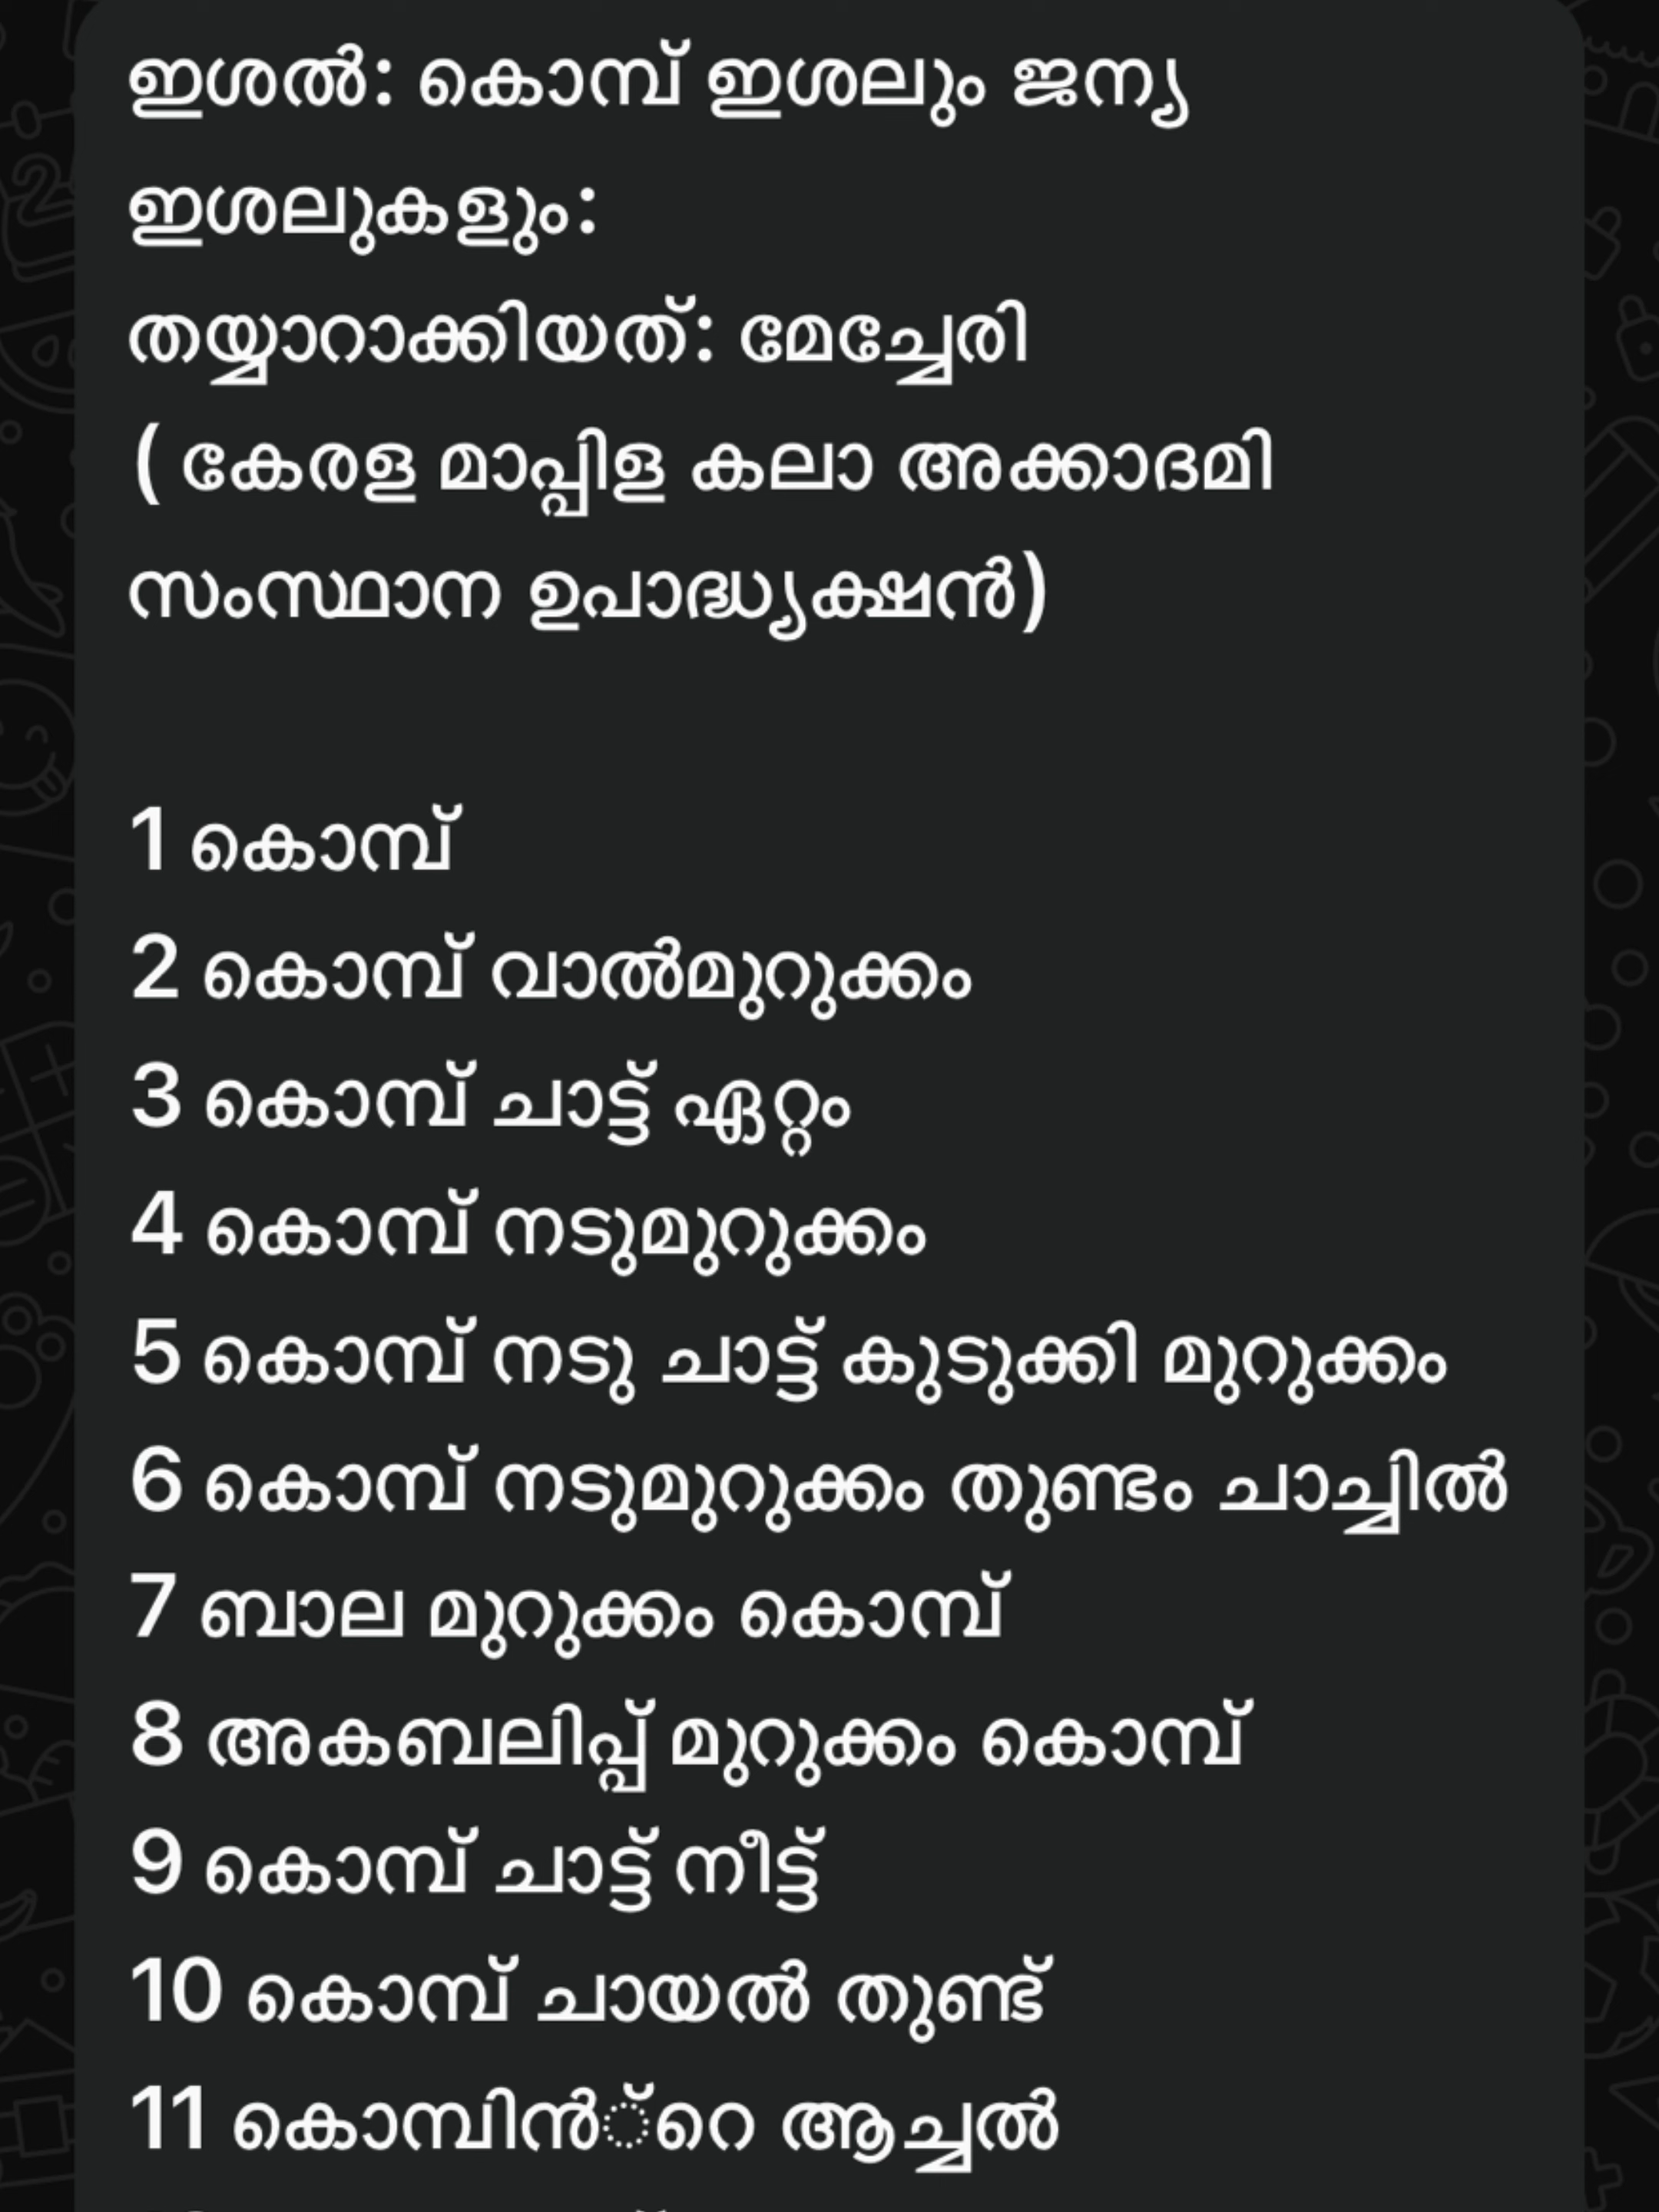 ഇശൽ: കൊമ്പ് ഇശലും ജന്യ
ഇശലുകളും:
തയ്യാറാക്കിയത്: മേച്ചേരി
( കേരള മാപ്പിള കലാ അക്കാദമി
സംസ്ഥാന ഉപാദ്ധ്യക്ഷൻ)
1 കൊമ്പ്
2 കൊമ്പ് വാൽമുറുക്കം
3 കൊമ്പ് ചാട്ട് ഏറ്റം
4 കൊമ്പ് നടുമുറുക്കം
5 കൊമ്പ് നടു ചാട്ട് കുടുക്കി മുറുക്കം
6 കൊമ്പ് നടുമുറുക്കം തുണ്ടം ചാച്ചിൽ
7 ബാല മുറുക്കം കൊമ്പ്
8 അകബലിപ്പ് മുറുക്കം കൊമ്പ്
9 കൊമ്പ് ചാട്ട് നീട്ട്
10 കൊമ്പ് ചായൽ തുണ്ട്
11 കൊമ്പിൻ്റെ ആച്ചൽ